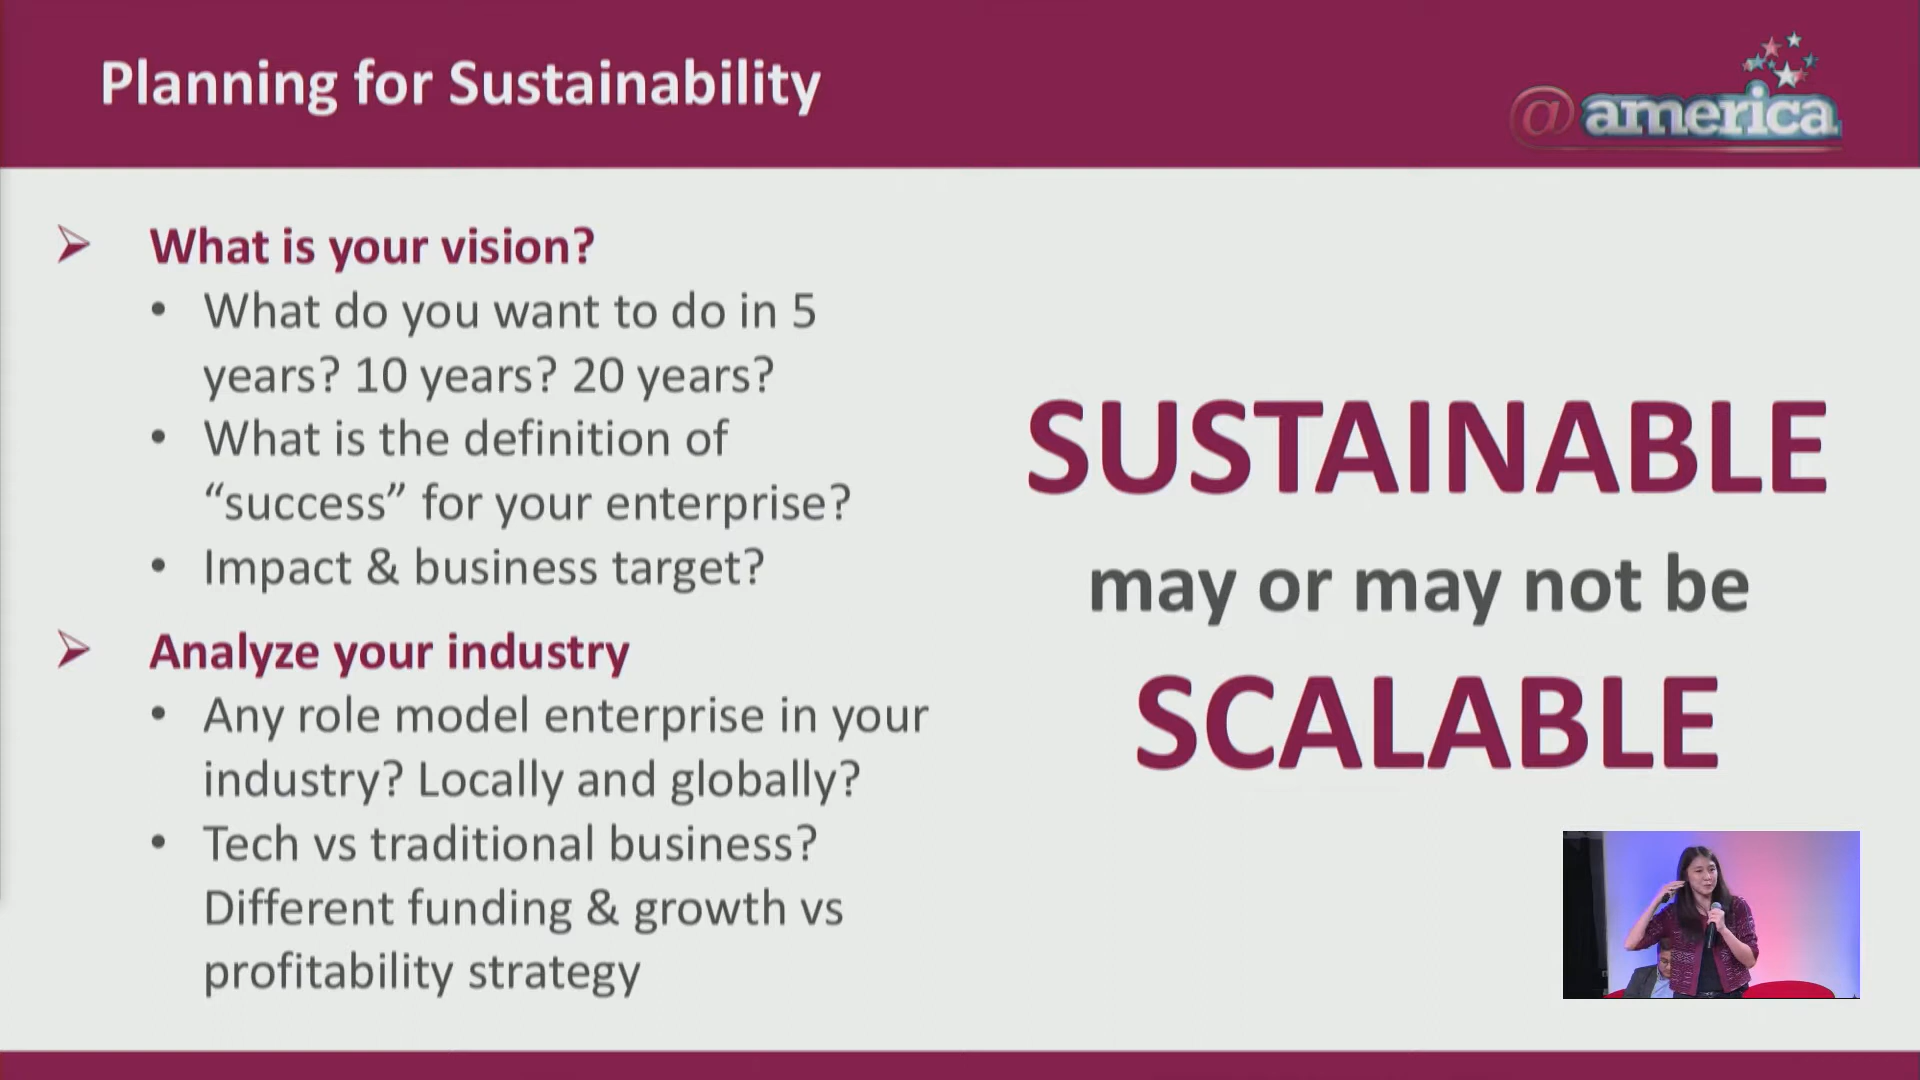 Planning for Sustainability
@america
What is your vision?
• What do you want to do in 5
years? 10 years? 20 years?
• What is the definition of
“success” for your enterprise?
• Impact & business target?
Analyze your industry
• Any role model enterprise in your
industry? Locally and globally?
• Tech vs traditional business?
Different funding & growth vs
profitability strategy
SUSTAINABLE
may or may not be
SCALABLE